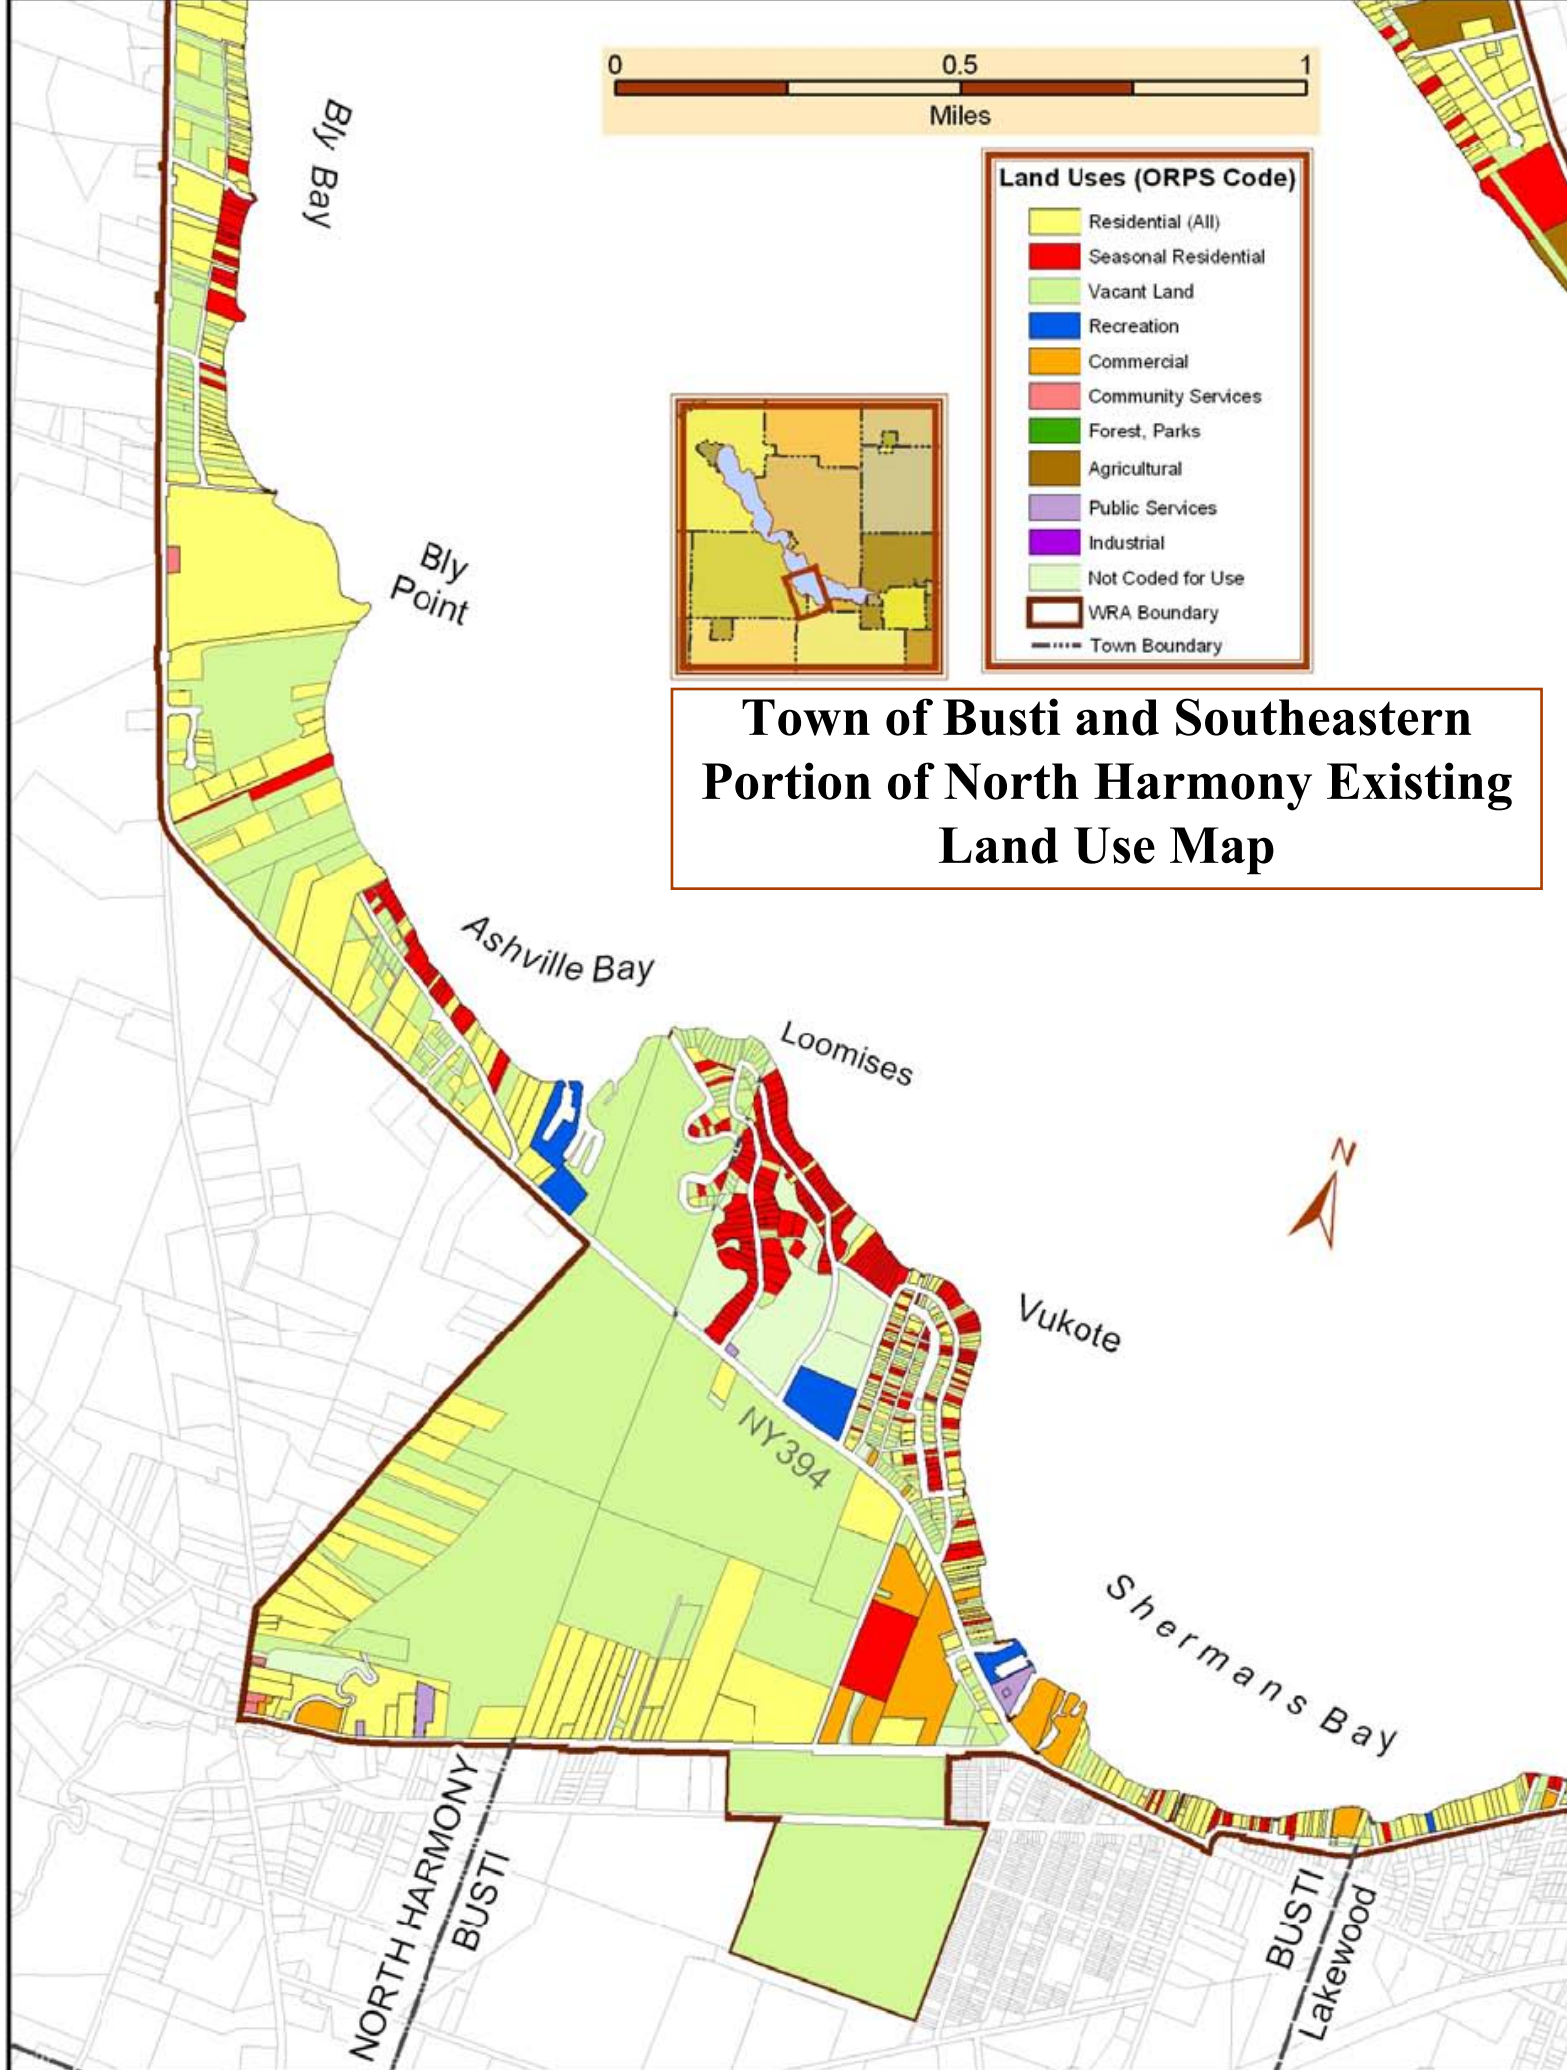 0 0.5 1
Miles
Land Uses (ORPS Code)
Residential (All)
Seasonal Residential
Vacant Land
Recreation
Commercial
Community Services
Forest, Parks
Agricultural
Public Services
Industrial
Not Coded for Use
WRA Boundary
Town Boundary
Town of Busti and Southeastern
Portion of North Harmony Existing
Land Use Map
Bly Bay
Bly
Point
Ashville Bay
Loomises
N
Vukote
NY394
Shermans Bay
NORTH HARMONY
BUSTI
BUSTI
Lakewood